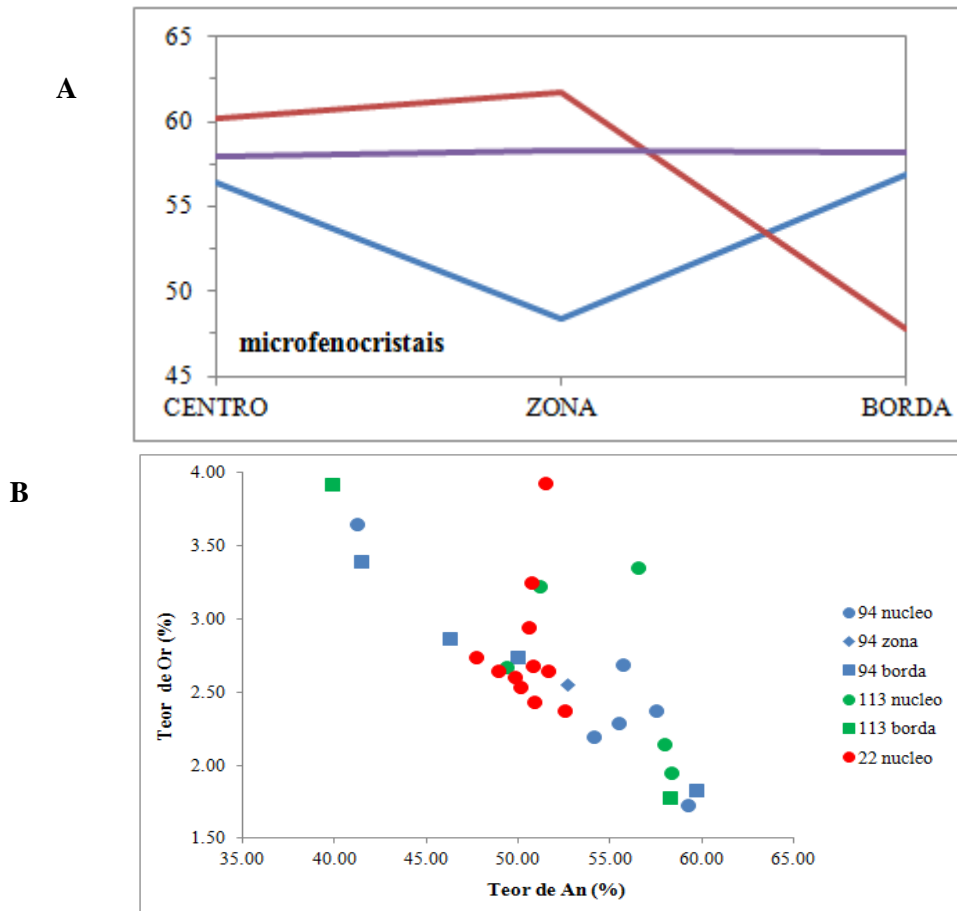 A
65
60
55
50
45
microfenocristais
CENTRO ZONA BORDA
B
4.00
3.50
3.00
2.50
2.00
1.50
Teor de Or (%)
35.00 40.00 45.00 50.00 55.00 60.00 65.00
Teor de An (%)
94 nucleo
94 zona
94 borda
113 nucleo
113 borda
22 nucleo